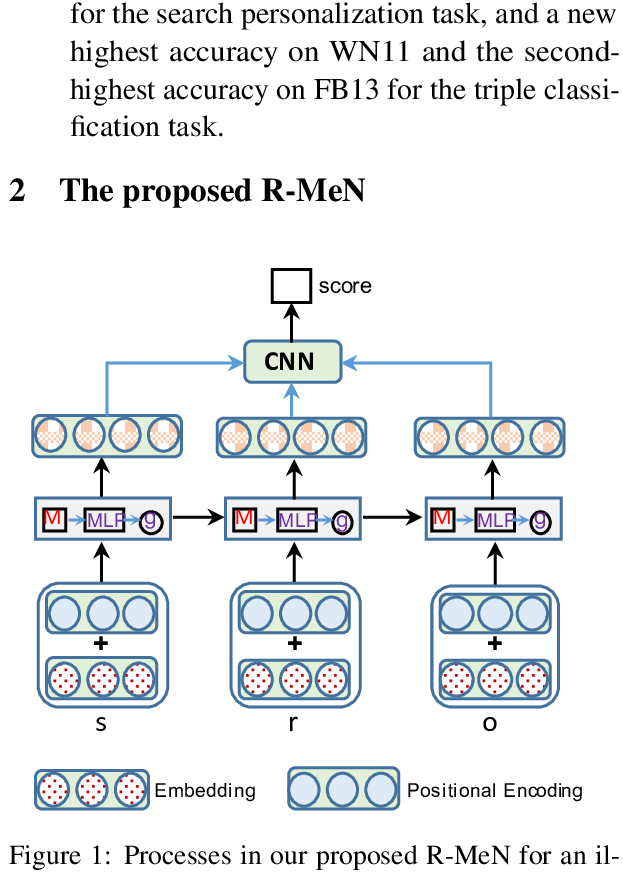 for the search personalization task, and a new
highest accuracy on WN11 and the second-
highest accuracy on FB13 for the triple classi-
fication task.
2 The proposed R-MeN
score
CNN
M MLP g M MLP g M MLP g
+ + +
s r o
Embedding Positional Encoding
Figure 1: Processes in our proposed R-MeN for an il-